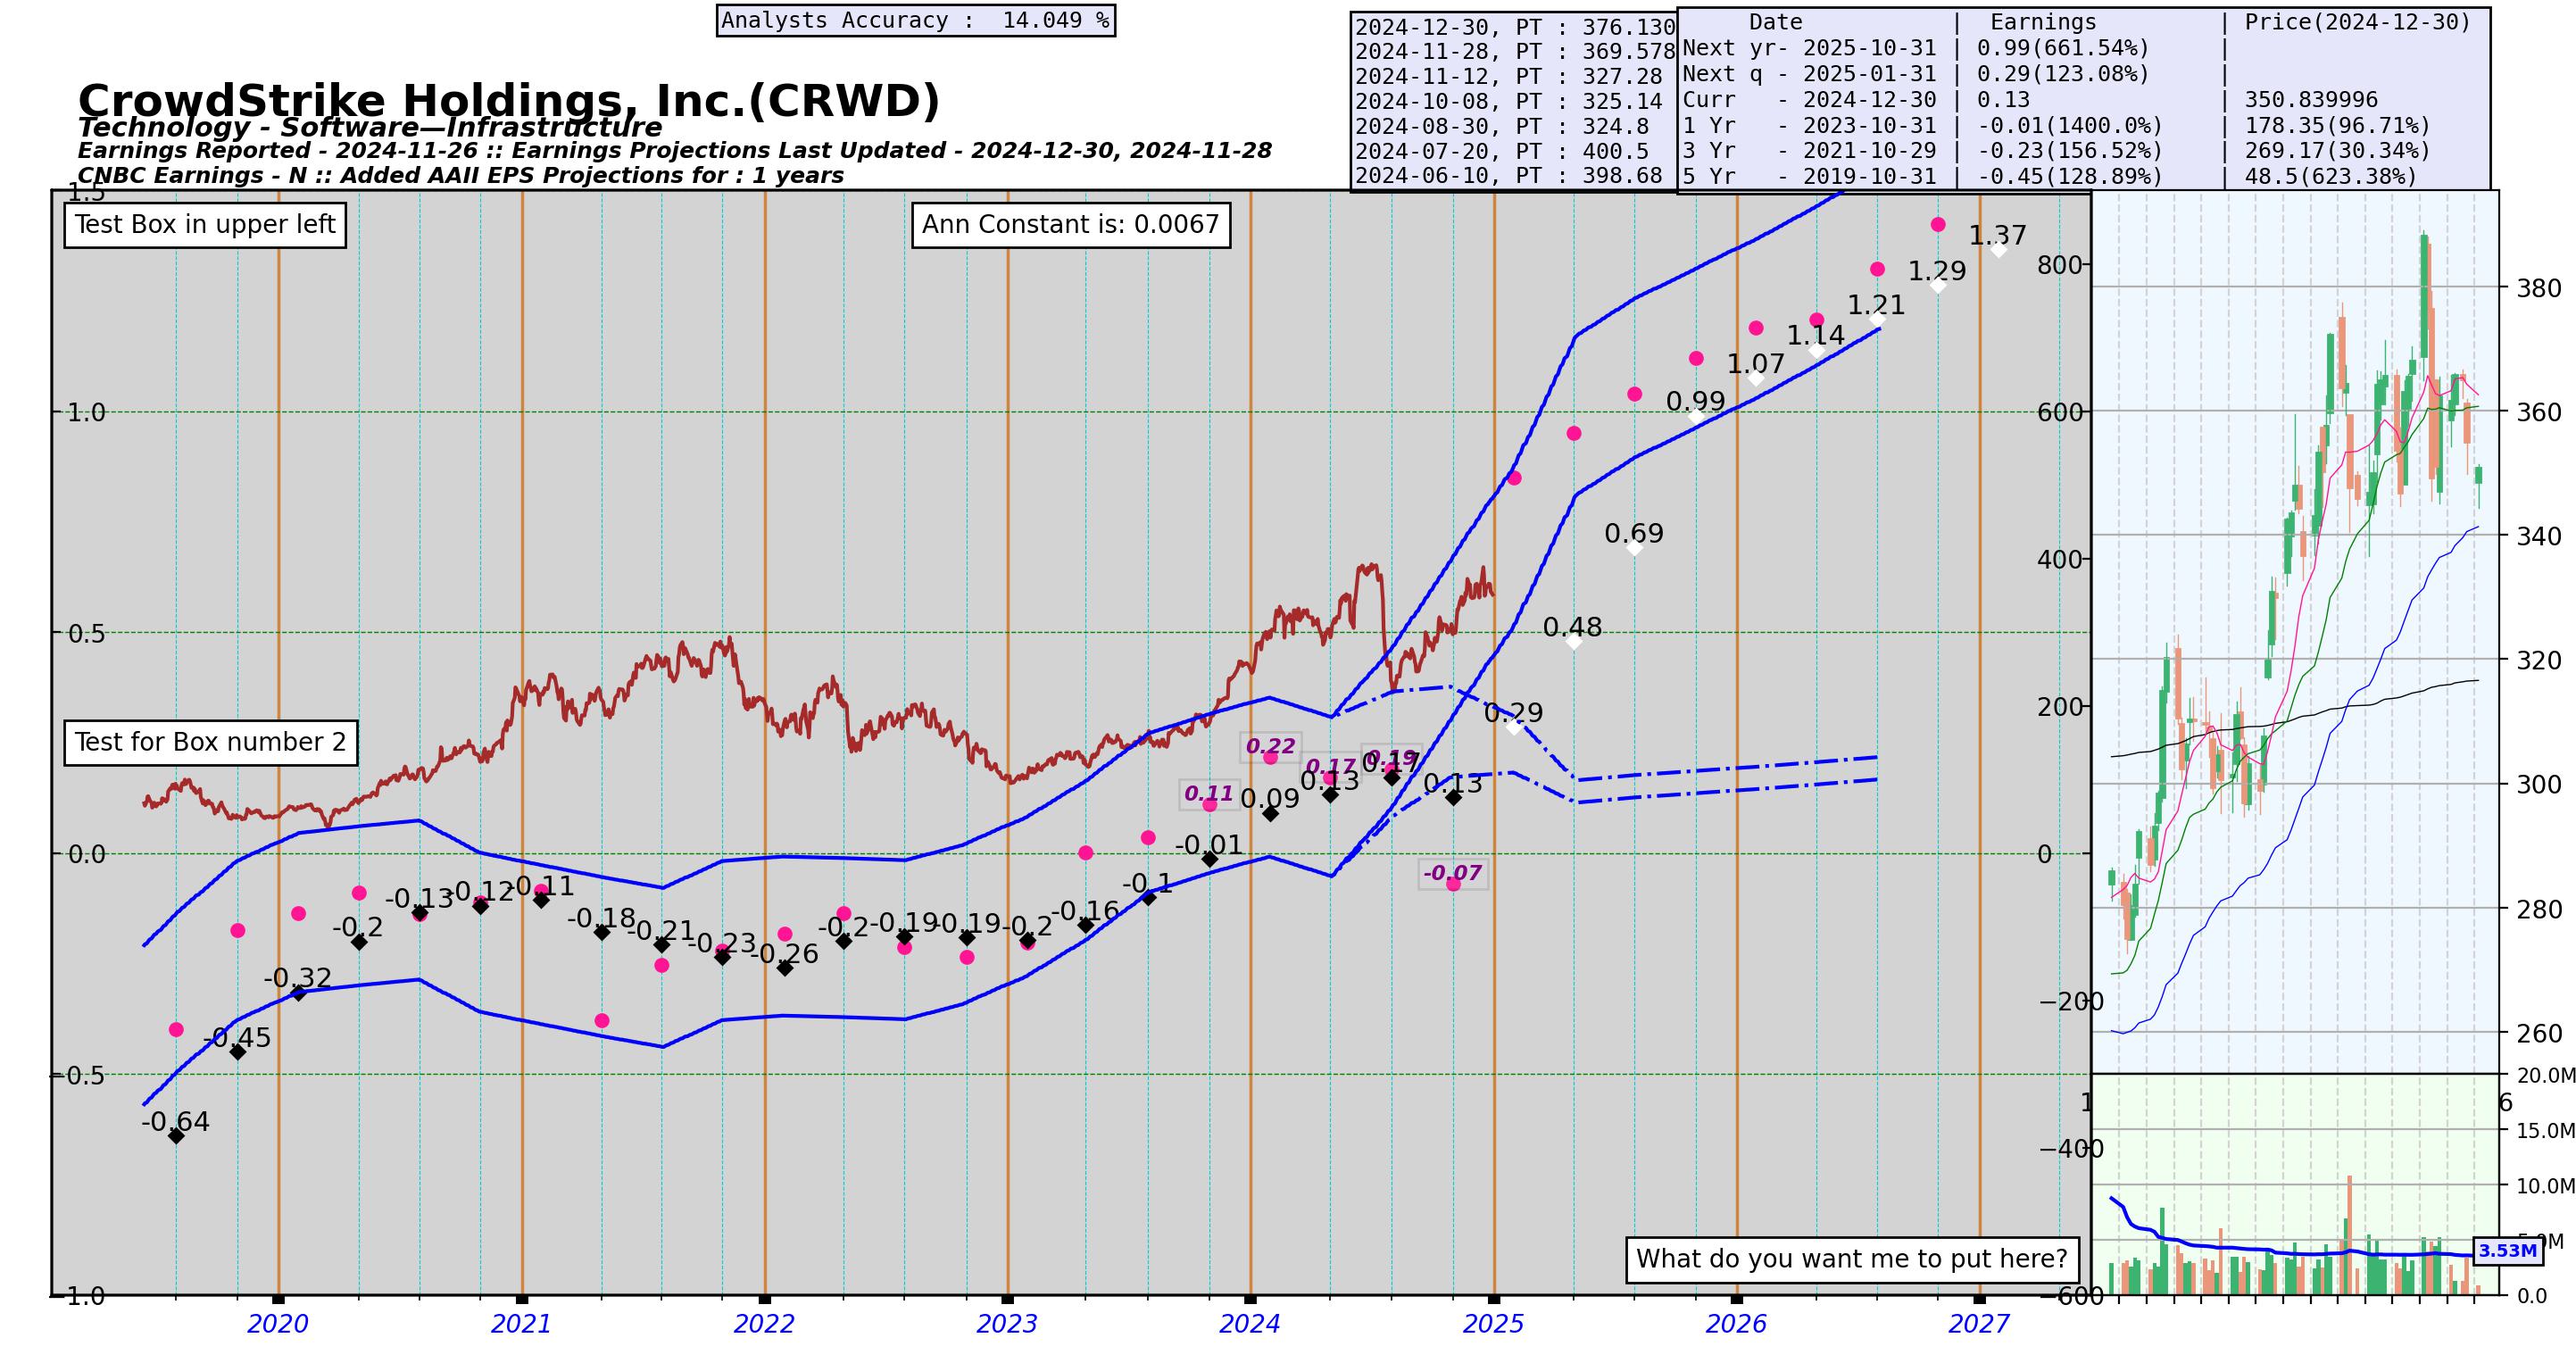 Analysts Accuracy :  14.049 %
2024-12-30, PT : 376.130
2024-11-28, PT : 369.578
2024-11-12, PT : 327.28
2024-10-08, PT : 325.14
2024-08-30, PT : 324.8
2024-07-20, PT : 400.5
2024-06-10, PT : 398.68
Date | Earnings | Price(2024-12-30)
Next yr- 2025-10-31 | 0.99(661.54%) |
Next q - 2025-01-31 | 0.29(123.08%) |
Curr - 2024-12-30 | 0.13 | 350.839996
1 Yr - 2023-10-31 | -0.01(1400.0%) | 178.35(96.71%)
3 Yr - 2021-10-29 | -0.23(156.52%) | 269.17(30.34%)
5 Yr - 2019-10-31 | -0.45(128.89%) | 48.5(623.38%)
CrowdStrike Holdings, Inc.(CRWD)
Technology - Software—Infrastructure
Earnings Reported - 2024-11-26 :: Earnings Projections Last Updated - 2024-12-30, 2024-11-28
CNBC Earnings - N :: Added AAII EPS Projections for : 1 years
Test Box in upper left
Ann Constant is: 0.0067
Test for Box number 2
What do you want me to put here?
1.5
1.0
0.5
0.0
−0.5
−1.0
-0.64
-0.45
-0.32
-0.2
-0.13
-0.12
-0.11
-0.18
-0.21
-0.23
-0.26
-0.2
-0.19
-0.19
-0.2
-0.16
-0.1
-0.01
0.09
0.13
0.17
0.13
0.11
0.22
0.17
0.19
-0.07
0.29
0.48
0.69
0.99
1.07
1.14
1.21
1.29
1.37
800
600
400
200
0
−200
−400
−600
380
360
340
320
300
280
260
20.0M
15.0M
10.0M
0.0
3.53M
2020
2021
2022
2023
2024
2025
2026
2027